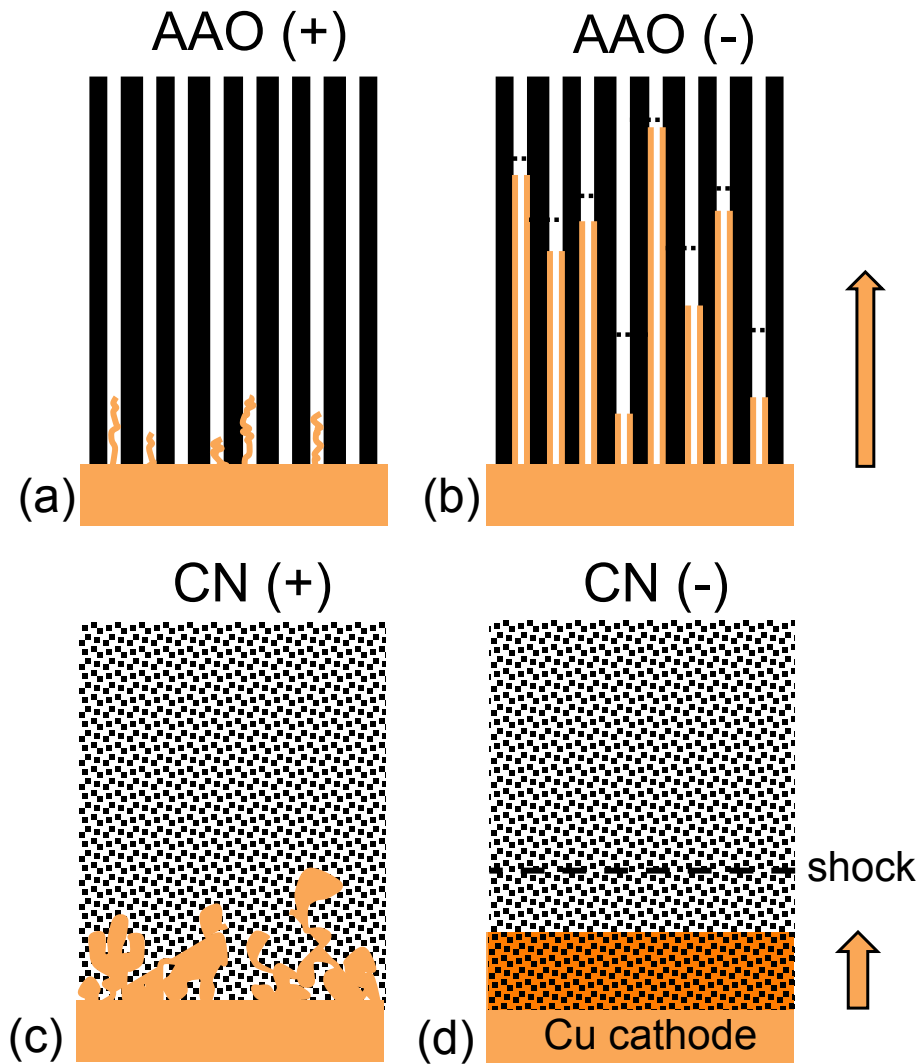 AAO (+)
AAO (-)
(a)
(b)
CN (+)
CN (-)
shock
(c)
(d)
Cu cathode